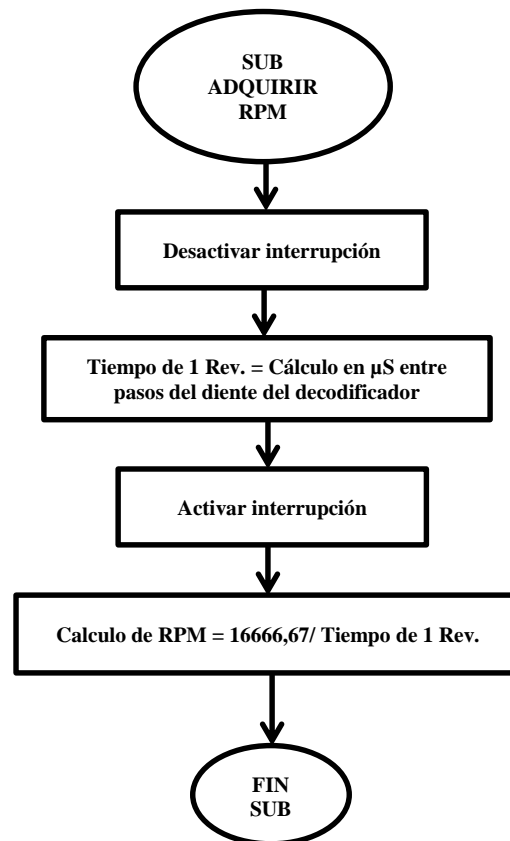 SUB
ADQUIRIR
RPM
Desactivar interrupción
Tiempo de 1 Rev. = Cálculo en µS entre
pasos del diente del decodificador
Activar interrupción
Calculo de RPM = 16666,67/ Tiempo de 1 Rev.
FIN
SUB